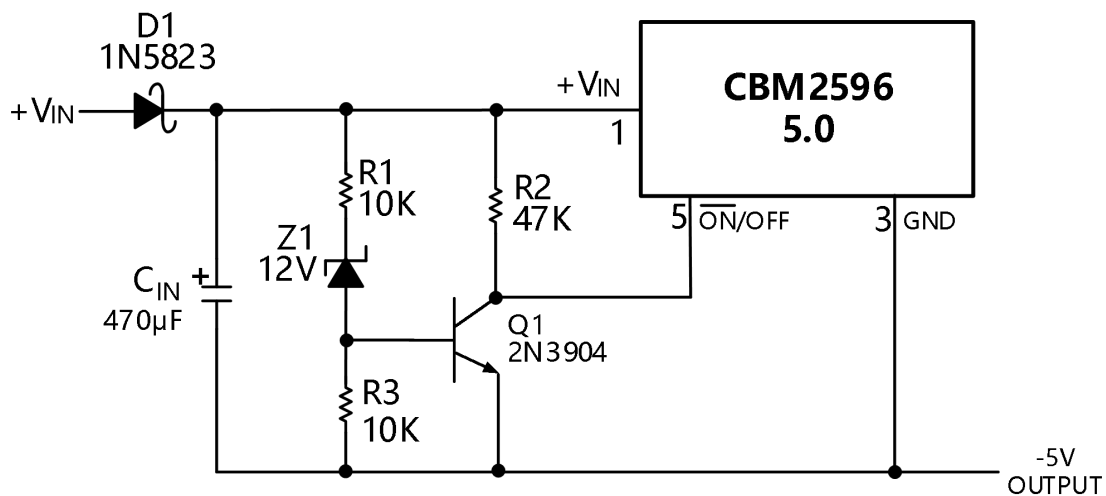 D1
1N5823
+VIN
+VIN
1
CBM2596
5.0
R1
10K
R2
47K
5
ON/OFF
3
GND
Z1
12V
CIN
+
470μF
Q1
2N3904
R3
10K
-5V
OUTPUT